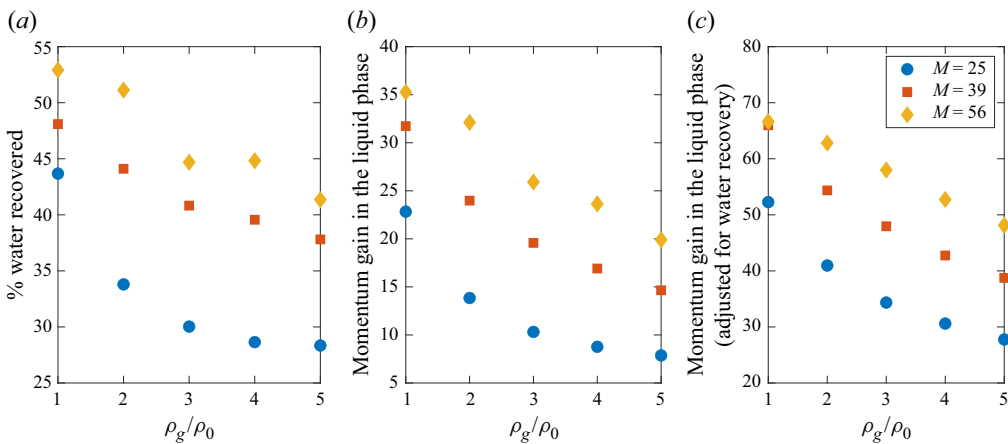 (a)
55
50
45
40
35
30
25
% water recovered
1 2 3 4 5
ρg/ρ0
(b)
40
35
30
25
20
15
10
5
Momentum gain in the liquid phase
1 2 3 4 5
ρg/ρ0
(c)
80
70
60
50
40
30
20
Momentum gain in the liquid phase
(adjusted for water recovery)
M = 25
M = 39
M = 56
1 2 3 4 5
ρg/ρ0